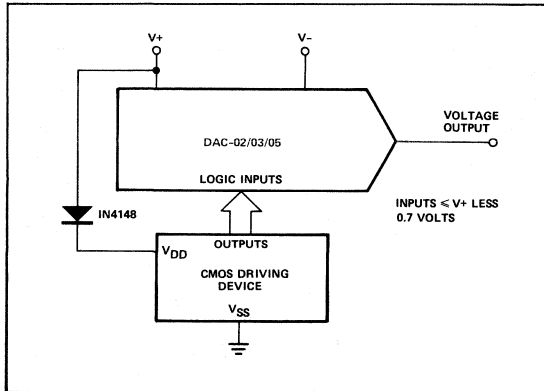 V+
V-
VOLTAGE
OUTPUT
DAC-02/03/05
LOGIC INPUTS
INPUTS ≤ V+ LESS
0.7 VOLTS
IN4148
OUTPUTS
VDD
CMOS DRIVING
DEVICE
VSS